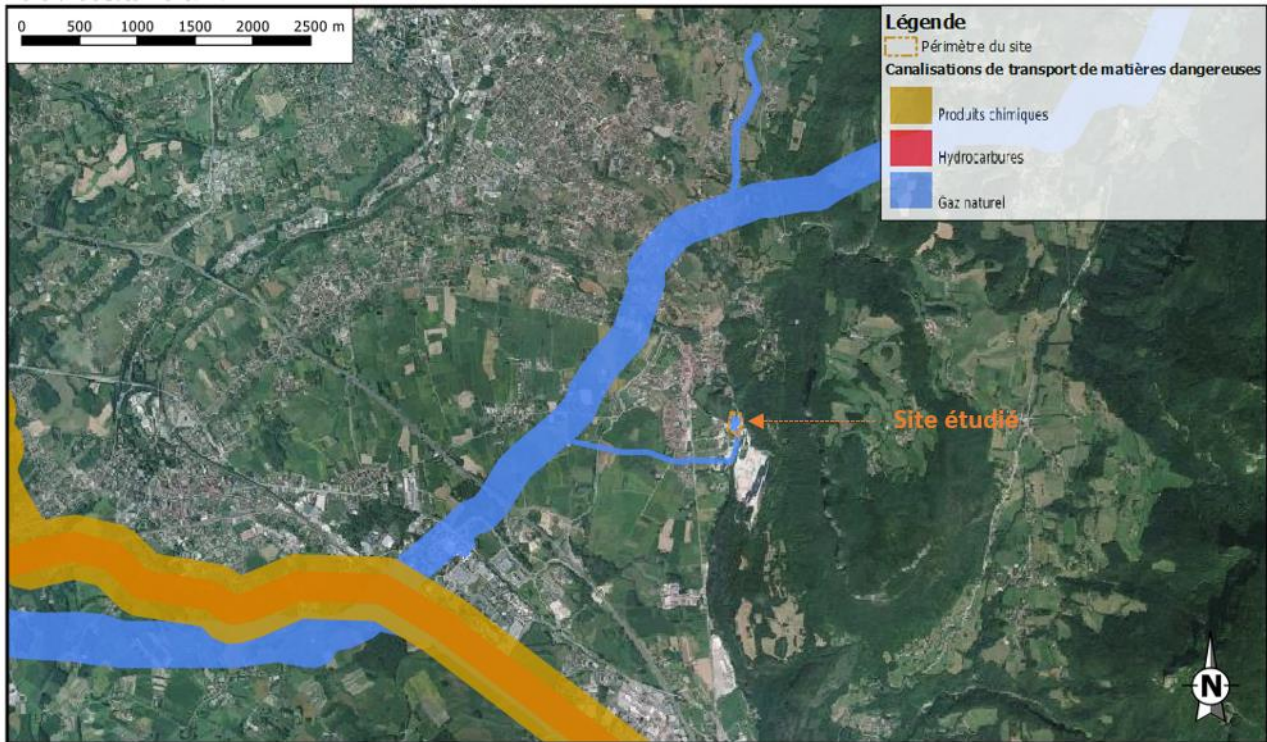 0 500 1000 1500 2000 2500 m
Légende
Périmètre du site
Canalisations de transport de matières dangereuses
Produits chimiques
Hydrocarbures
Gaz naturel
Site étudié
N